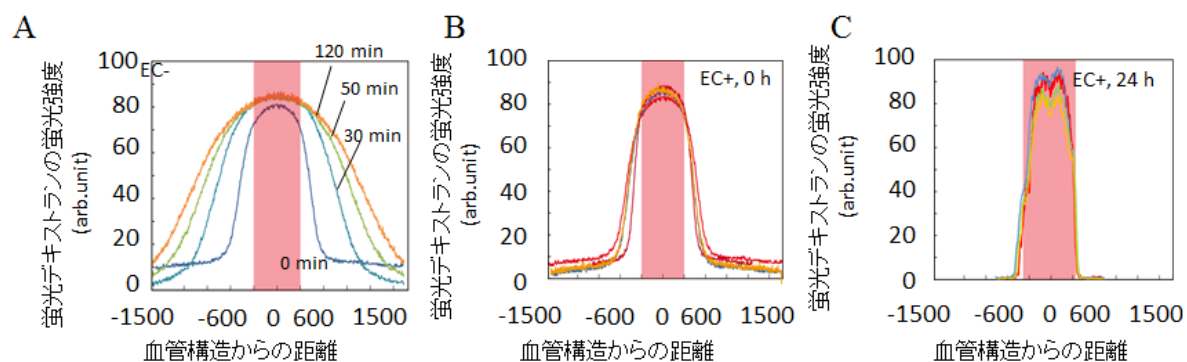 A
蛍光デキストランの蛍光強度
(arb.unit)
100
80
60
40
20
0
EC-
120 min
50 min
30 min
0 min
-1500
-600
0
600
1500
血管構造からの距離
B
蛍光デキストランの蛍光強度
(arb.unit)
100
80
60
40
20
0
EC+, 0 h
-1500
-600
0
600
1500
血管構造からの距離
C
蛍光デキストランの蛍光強度
(arb.unit)
100
80
60
40
20
0
EC+, 24 h
-1500
-600
0
600
1500
血管構造からの距離